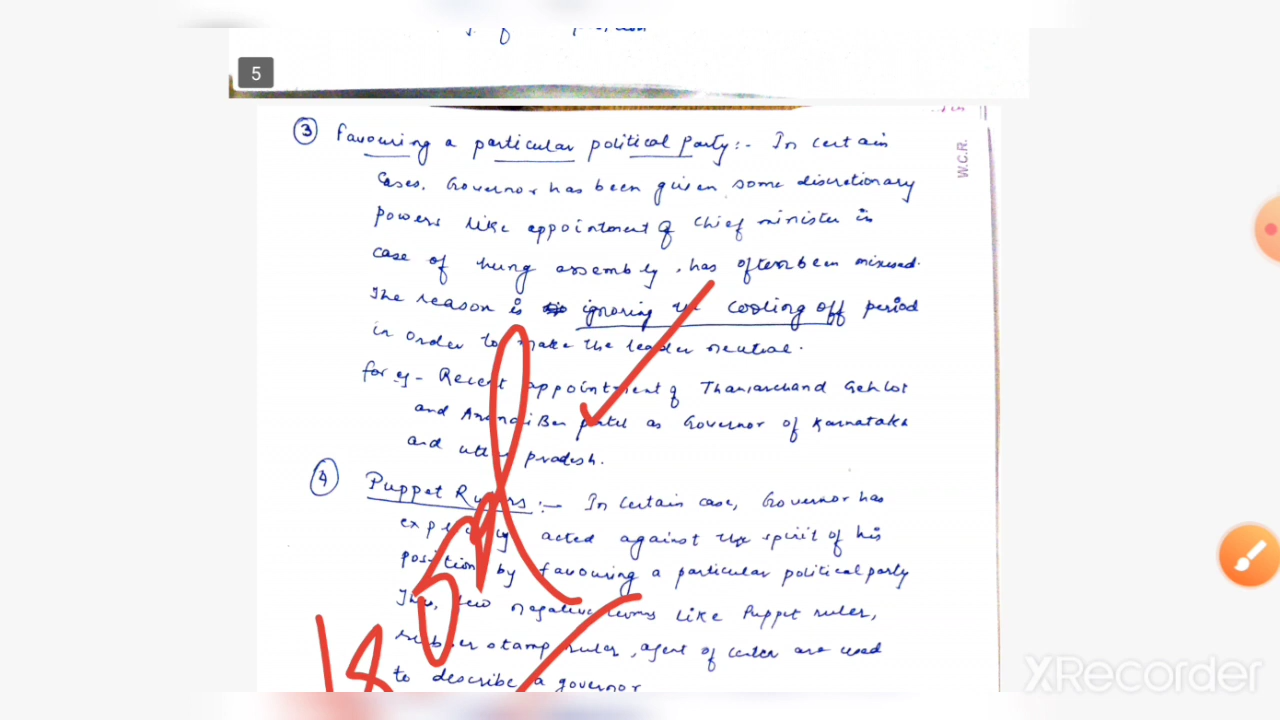 5
W.C.R.
③ Favouring a particular political Party:- In certain
cases, Governor has been given some discretionary
powers like appointment of chief minister in
case of hung assembly, has often been misused.
The reason is ignoring the cooling off period
in order to make the leader neutral.
for eg - Recent appointment of Thanwarchand Gehlot
and Anandi Ben patel as Governor of Karnataka
and utter pradesh.
④ Puppet Rulers :- In certain case, Governor has
acted against the spirit of his
position by favouring a particular political party
Thus, few negative terms like Puppet ruler,
rubber stamp ruler, agent of center are used
to describe a governor
XRecorder